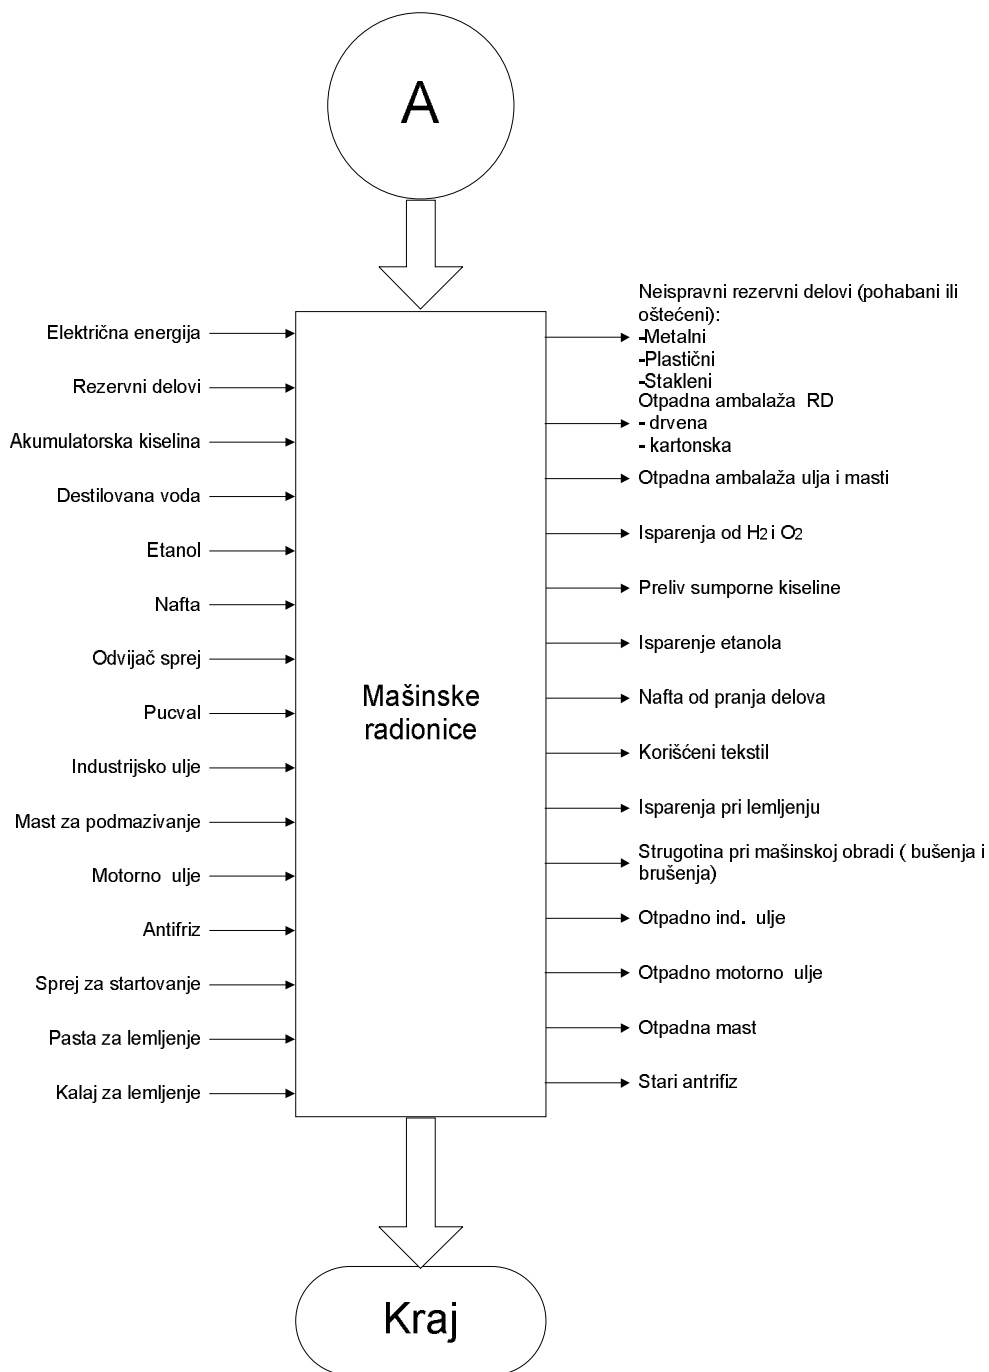 A
Električna energija
Rezervni delovi
Akumulatorska kiselina
Destilovana voda
Etanol
Nafta
Odvijač sprej
Pucval
Industrijsko ulje
Mast za podmazivanje
Motorno ulje
Antifriz
Sprej za startovanje
Pasta za lemljenje
Kalaj za lemljenje
Mašinske
radionice
Neispravni rezervni delovi (pohabani ili
oštećeni):
-Metalni
-Plastični
-Stakleni
Otpadna ambalaža RD
- drvena
- kartonska
Otpadna ambalaža ulja i masti
Isparenja od H2 i O2
Preliv sumporne kiseline
Isparenje etanola
Nafta od pranja delova
Korišćeni tekstil
Isparenja pri lemljenju
Strugotina pri mašinskoj obradi ( bušenja i
brušenja)
Otpadno ind. ulje
Otpadno motorno ulje
Otpadna mast
Stari antrifiz
Kraj